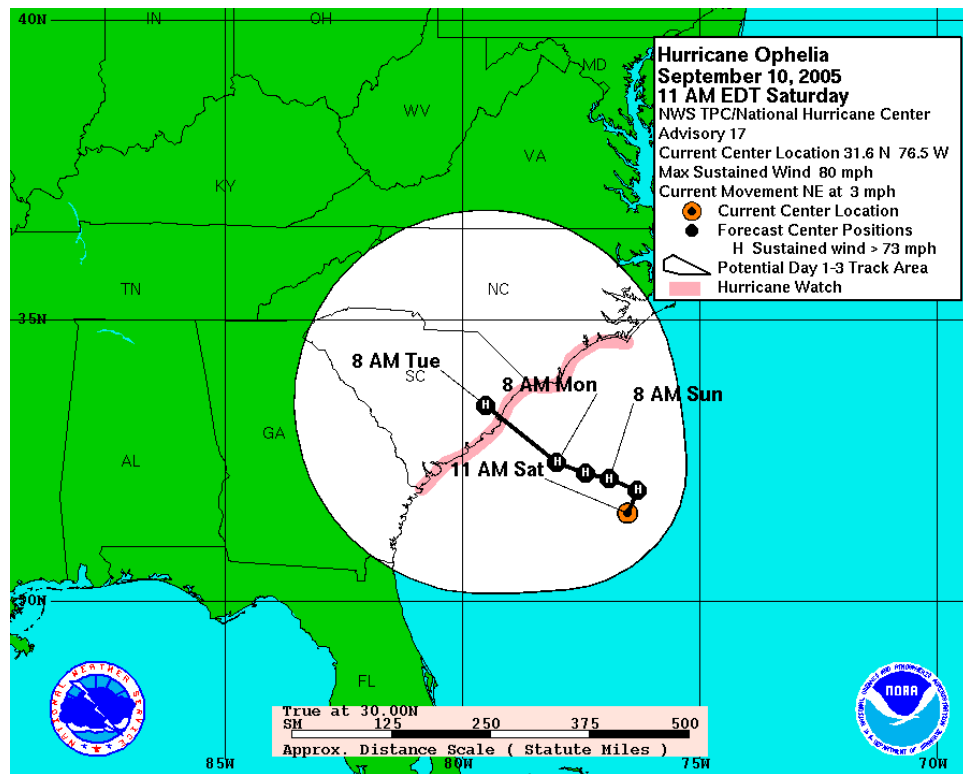 40N
IN
OH
MD
WV
VA
KY
TN
NC
35N
SC
GA
AL
FL
Hurricane Ophelia
September 10, 2005
11 AM EDT Saturday
NWS TPC/National Hurricane Center
Advisory 17
Current Center Location 31.6 N 76.5 W
Max Sustained Wind 80 mph
Current Movement NE at 3 mph
Current Center Location
Forecast Center Positions
H Sustained wind > 73 mph
Potential Day 1-3 Track Area
Hurricane Watch
8 AM Tue
8 AM Mon
8 AM Sun
11 AM Sat
H
H
H
H
H
30N
NATIONAL WEATHER SERVICE
NOAA
True at 30.00N
SM 125 250 375 500
Approx. Distance Scale ( Statute Miles )
85W 80W 75W 70W